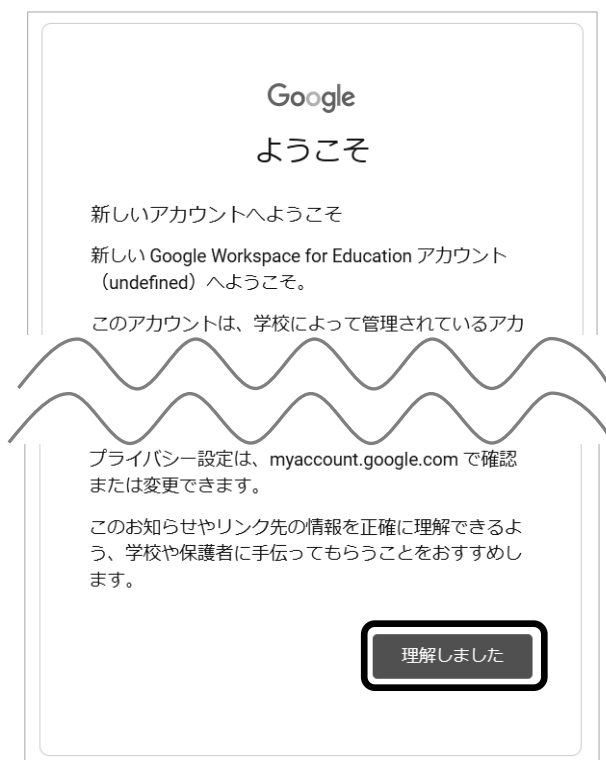 Google
ようこそ
新しいアカウントへようこそ
新しい Google Workspace for Education アカウント
（undefined）へようこそ。
このアカウントは、学校によって管理されているアカ
プライバシー設定は、myaccount.google.com で確認
または変更できます。
このお知らせやリンク先の情報を正確に理解できるよ
う、学校や保護者に手伝ってもらうことをおすすめし
ます。
理解しました